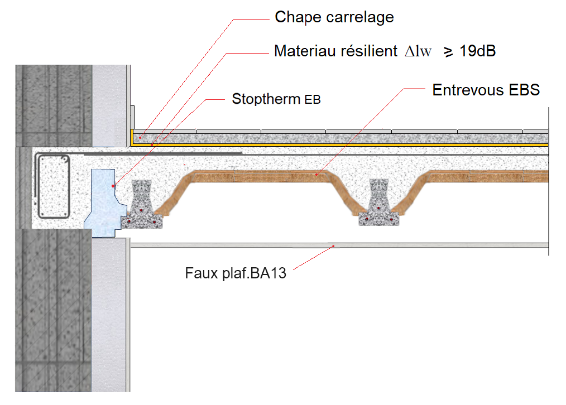 Chape carrelage
Materiau résilient Δlw ⩾ 19dB
Stoptherm EB
Entrevous EBS
Faux plaf.BA13